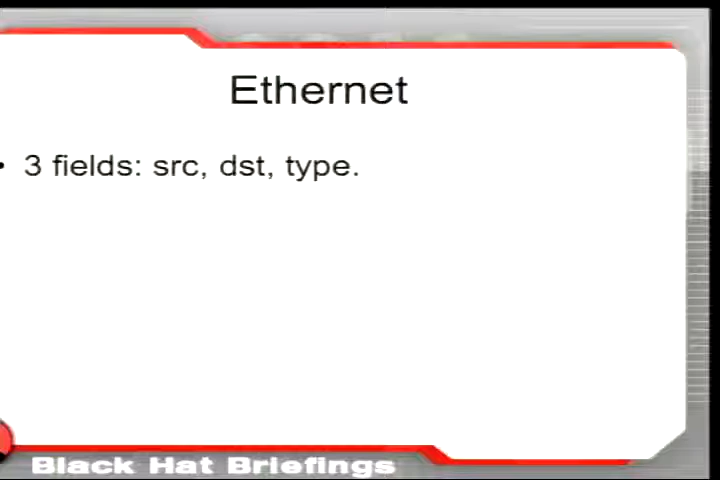 Ethernet
• 3 fields: src, dst, type.
Black Hat Briefings